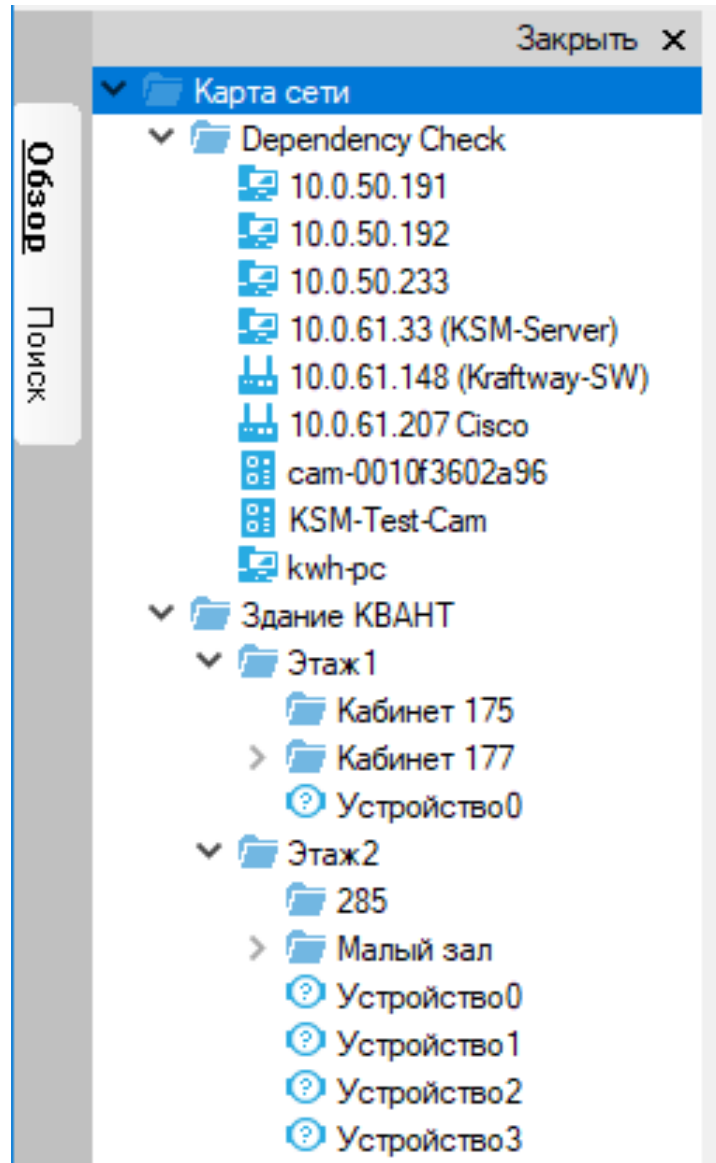 Закрыть
Обзор
Поиск
Карта сети
Dependency Check
10.0.50.191
10.0.50.192
10.0.50.233
10.0.61.33 (KSM-Server)
10.0.61.148 (Kraftway-SW)
10.0.61.207 Cisco
cam-0010f3602a96
KSM-Test-Cam
kwh-pc
Здание КВАНТ
Этаж1
Кабинет 175
Кабинет 177
Устройство0
Этаж2
285
Малый зал
Устройство0
Устройство1
Устройство2
Устройство3